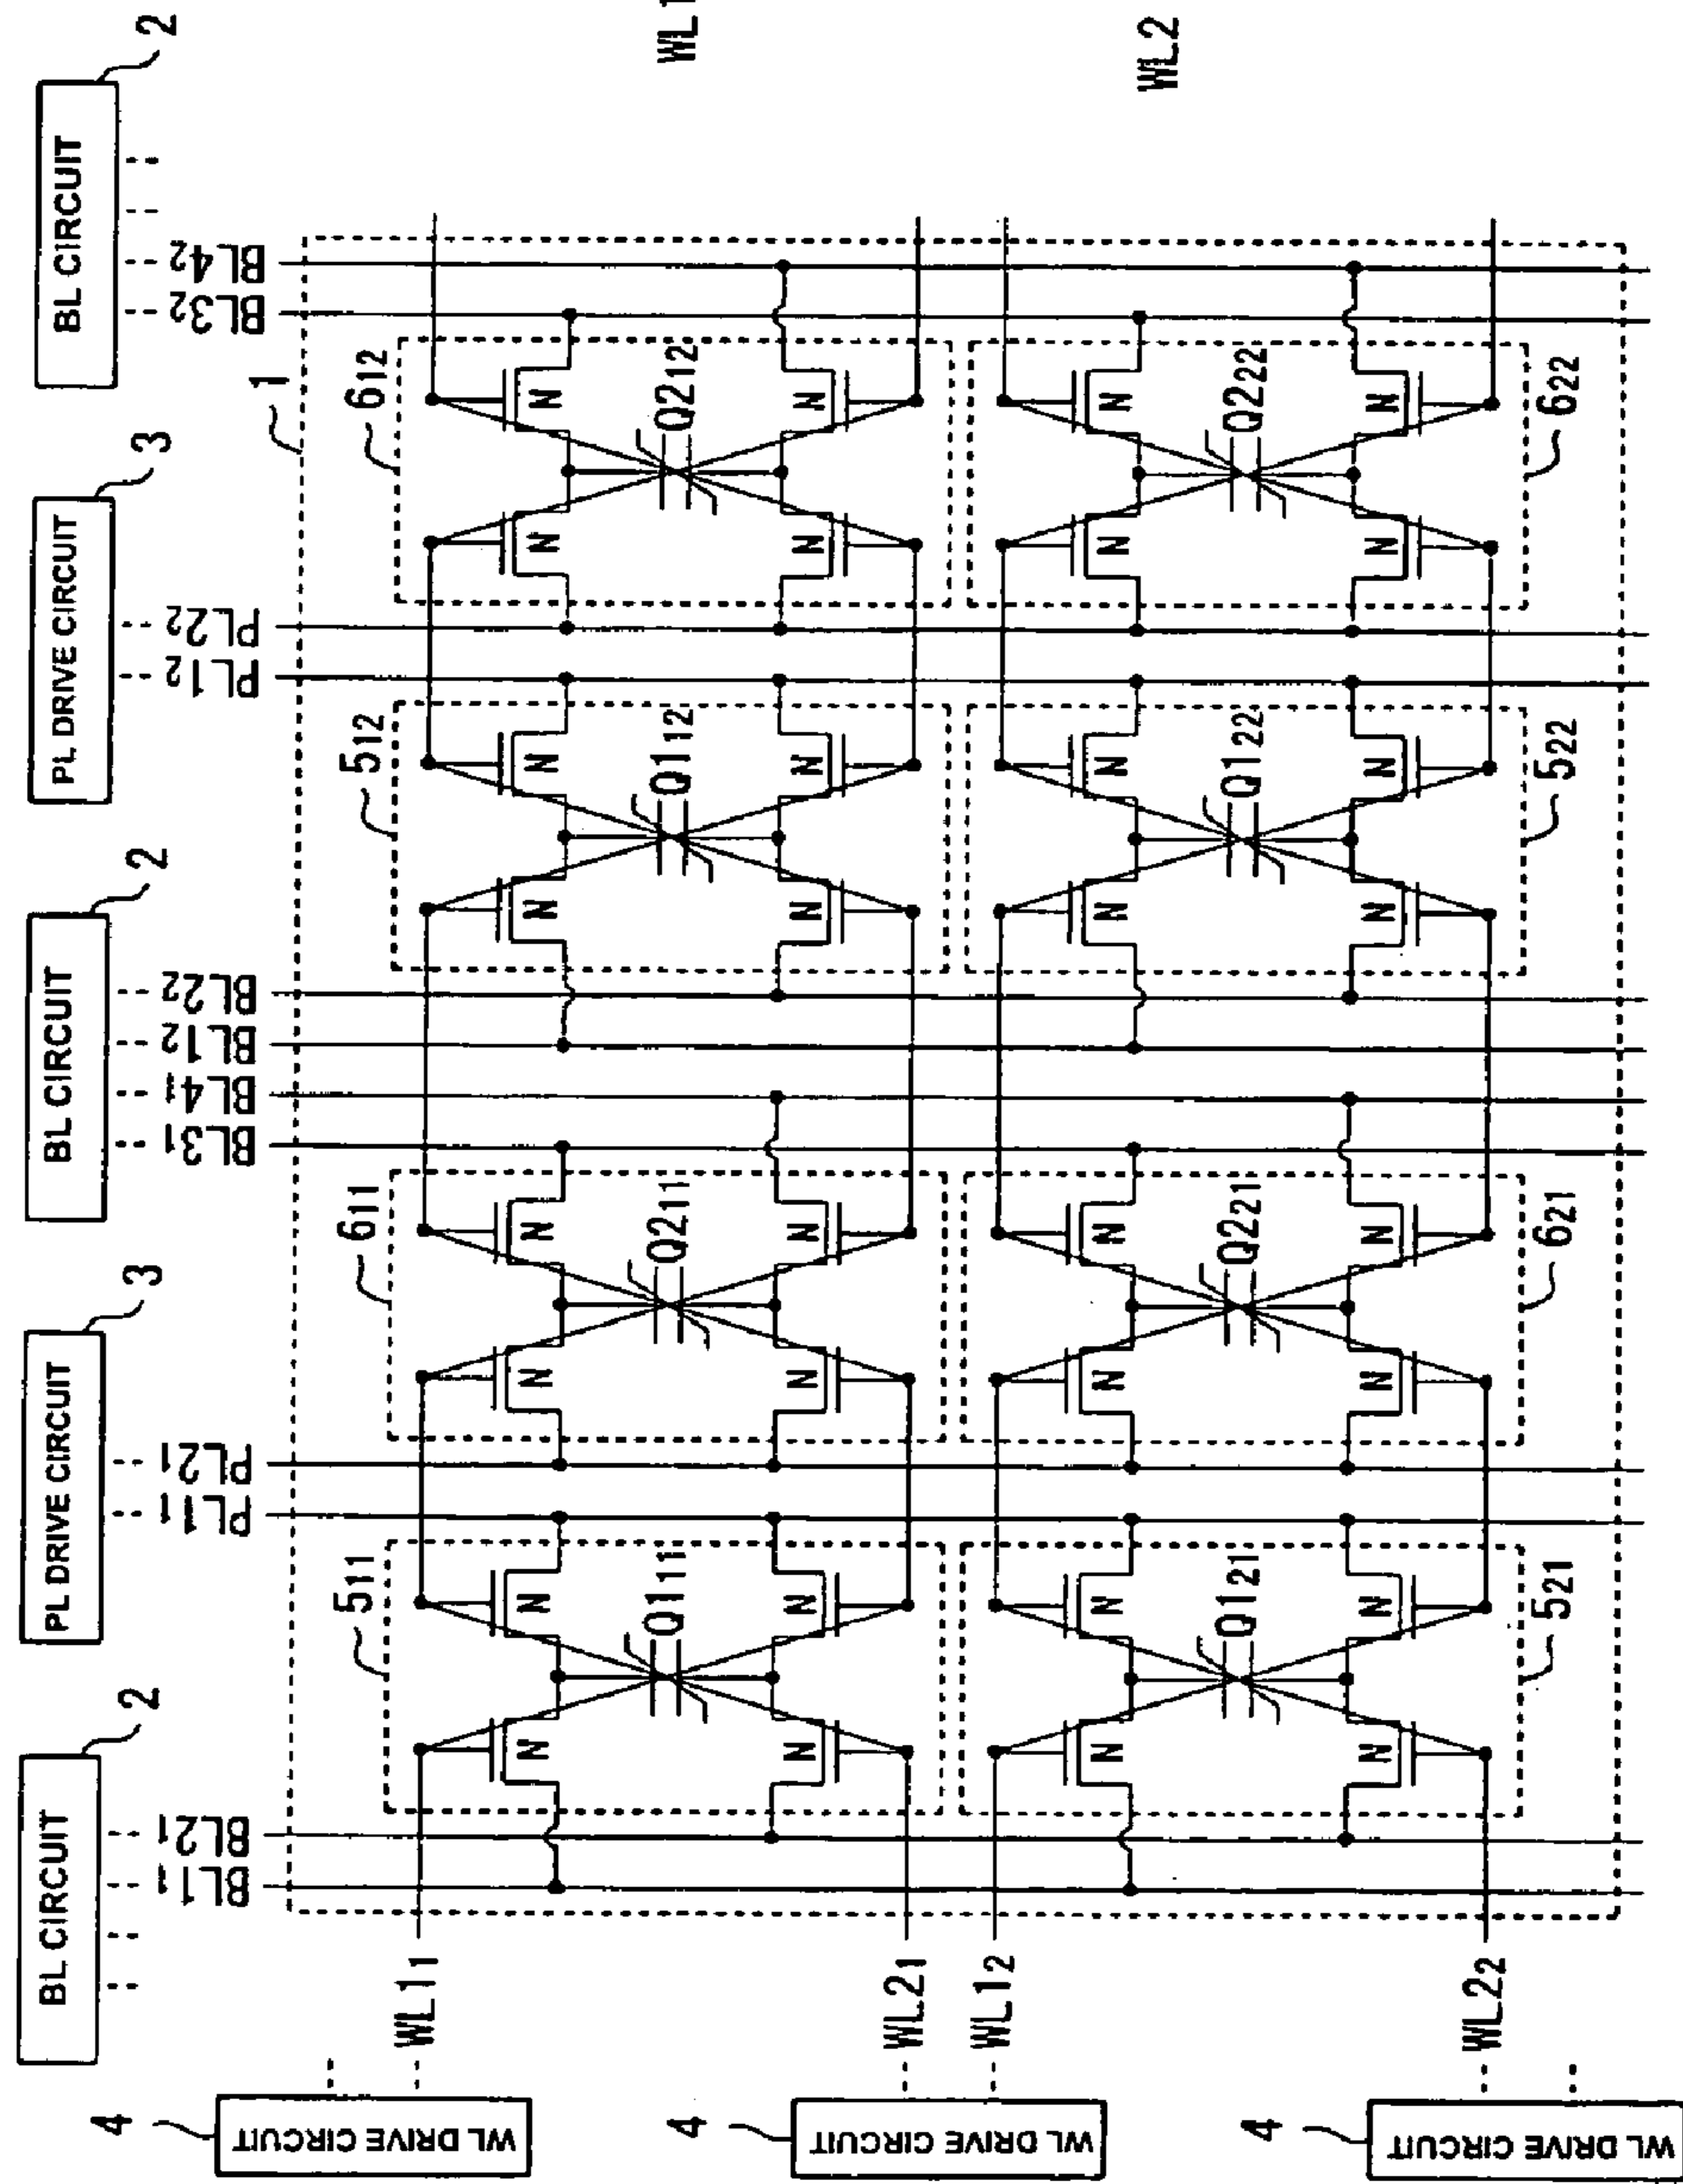 BL CIRCUIT 2
PL DRIVE CIRCUIT 3
BL CIRCUIT 2
PL DRIVE CIRCUIT 3
BL CIRCUIT 2
BL11 BL21 PL11 PL21 BL31 BL41 BL12 BL22 PL12 PL22 BL32 BL42
1
4 WL DRIVE CIRCUIT
WL11
511 611 512 612
N N N N N N N N
Q111 Q211 Q112 Q212
N N N N N N N N
WL1
4 WL DRIVE CIRCUIT
WL21
WL12
N N N N N N N N
Q121 Q221 Q122 Q222
N N N N N N N N
521 621 522 622
WL2
WL22
4 WL DRIVE CIRCUIT